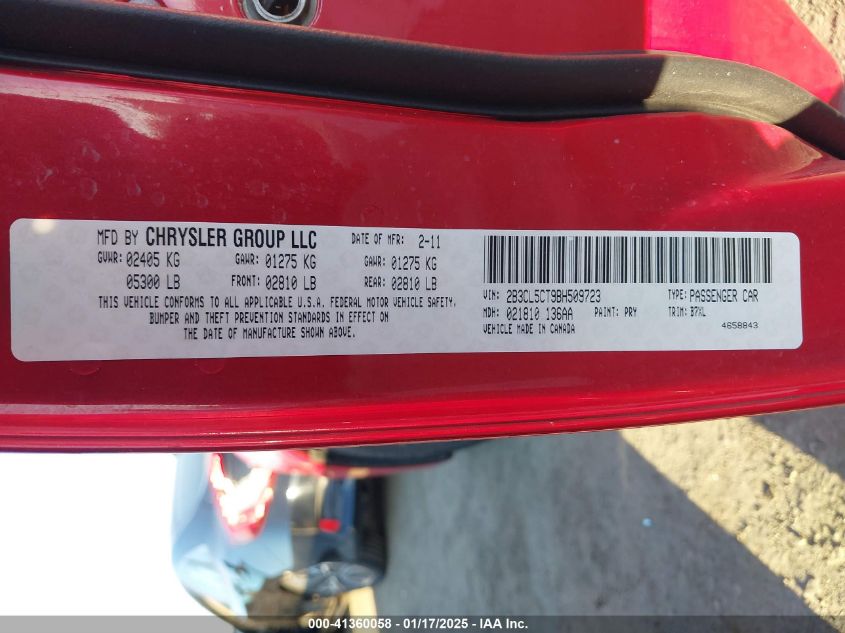 MFD BY CHRYSLER GROUP LLC DATE OF MFR: 2-11
GVWR: 02405 KG GAWR: 01275 KG GAWR: 01275 KG
05300 LB FRONT: 02810 LB REAR: 02810 LB
THIS VEHICLE CONFORMS TO ALL APPLICABLE U.S.A. FEDERAL MOTOR VEHICLE SAFETY,
BUMPER AND THEFT PREVENTION STANDARDS IN EFFECT ON
THE DATE OF MANUFACTURE SHOWN ABOVE.
VIN: 2B3CL5CT9BH509723 TYPE: PASSENGER CAR
MDH: 021810 136AA PAINT: PRY TRIM: B7XL
VEHICLE MADE IN CANADA 4658843
000-41360058 - 01/17/2025 - IAA Inc.